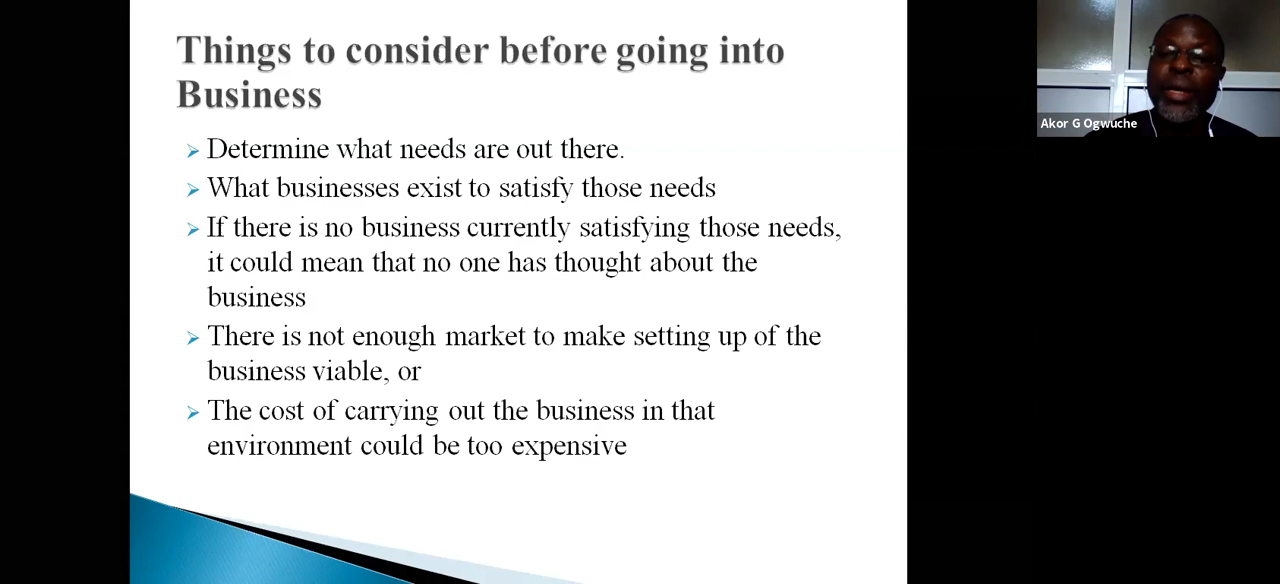 Things to consider before going into
Business
Determine what needs are out there.
What businesses exist to satisfy those needs
If there is no business currently satisfying those needs,
it could mean that no one has thought about the
business
There is not enough market to make setting up of the
business viable, or
The cost of carrying out the business in that
environment could be too expensive
Akor G Ogwuche